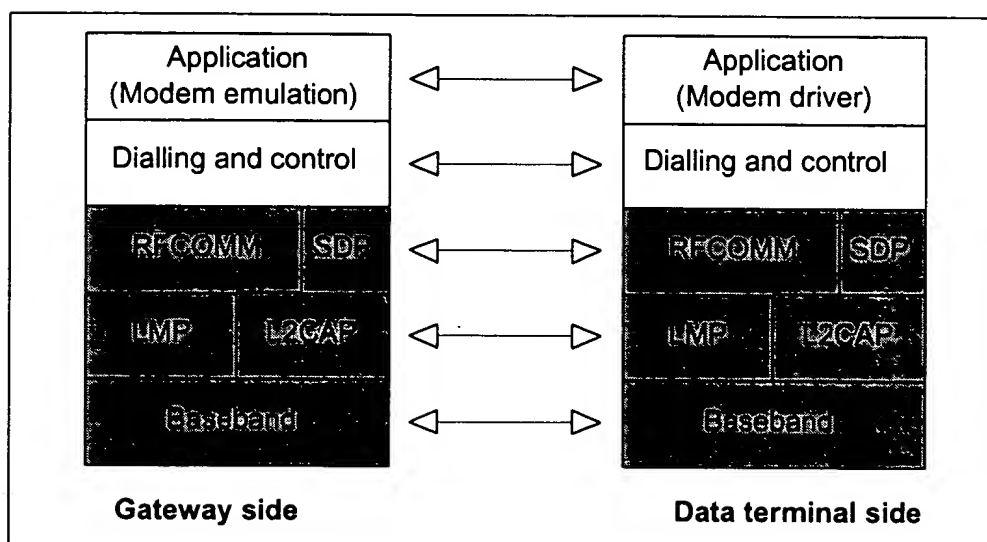 Application
(Modem emulation)
Dialling and control
RFCOMM SDP
LMP L2CAP
Baseband
Gateway side
Application
(Modem driver)
Dialling and control
RFCOMM SDP
LMP L2CAP
Baseband
Data terminal side